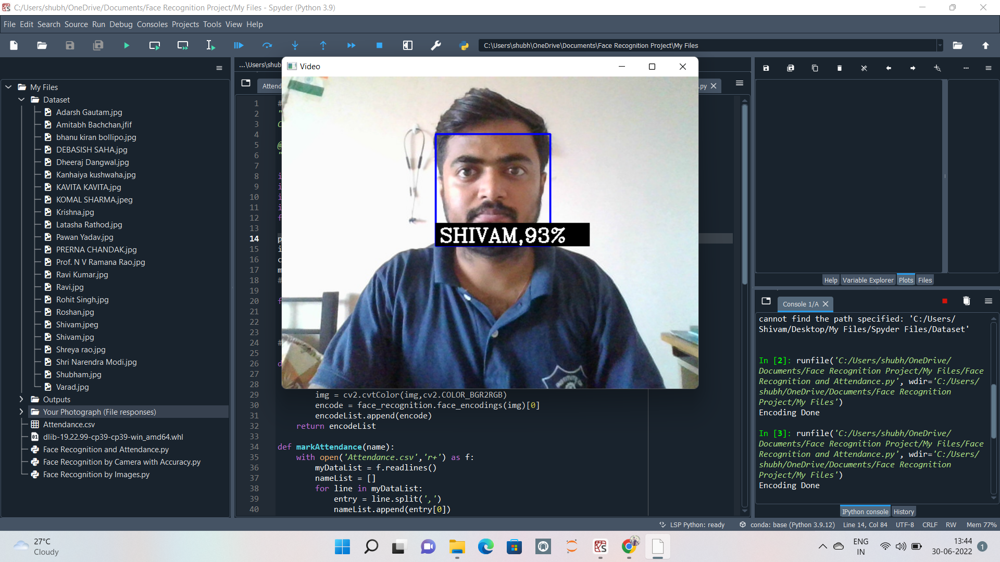 C:/Users/shubh/OneDrive/Documents/Face Recognition Project/My Files - Spyder (Python 3.9)
File Edit Search Source Run Debug Consoles Projects Tools View Help
C:\Users\shubh\OneDrive\Documents\Face Recognition Project\My Files
My Files
Dataset
Adarsh Gautam.jpg
Amitabh Bachchan.jfif
bhanu kiran bollipo.jpg
DEBASISH SAHA.jpg
Dheeraj Dangwal.jpg
Kanhaiya kushwaha.jpg
KAVITA KAVITA.jpg
KOMAL SHARMA.jpeg
Krishna.jpg
Latasha Rathod.jpg
Pawan Yadav.jpg
PRERNA CHANDAK.jpg
Prof. N V Ramana Rao.jpg
Ravi Kumar.jpg
Ravi.jpg
Rohit Singh.jpg
Roshan.jpg
Shivam.jpeg
Shivam.jpg
Shreya rao.jpg
Shri Narendra Modi.jpg
Shubham.jpg
Varad.jpg
Outputs
Your Photograph (File responses)
Attendance.csv
dlib-19.22.99-cp39-cp39-win_amd64.whl
Face Recognition and Attendance.py
Face Recognition by Camera with Accuracy.py
Face Recognition by Images.py
...\Users\shub
Attend
.py
Video
SHIVAM,93%
1
2
3
4
5
6
7
8
9
10
11
12
13
14
15
16
17
18
19
20
21
22
23
24
25
26
27
28
29 img = cv2.cvtColor(img,cv2.COLOR_BGR2RGB)
30 encode = face_recognition.face_encodings(img)[0]
31 encodeList.append(encode)
32 return encodeList
33
34 def markAttendance(name):
35 with open('Attendance.csv','r+') as f:
36 myDataList = f.readlines()
37 nameList = []
38 for line in myDataList:
39 entry = line.split(',')
40 nameList.append(entry[0])
Help Variable Explorer Plots Files
Console 1/A
cannot find the path specified: 'C:/Users/
Shivam/Desktop/My Files/Spyder Files/Dataset'
In [2]: runfile('C:/Users/shubh/OneDrive/
Documents/Face Recognition Project/My Files/Face
Recognition and Attendance.py', wdir='C:/Users/
shubh/OneDrive/Documents/Face Recognition
Project/My Files')
Encoding Done
In [3]: runfile('C:/Users/shubh/OneDrive/
Documents/Face Recognition Project/My Files/Face
Recognition and Attendance.py', wdir='C:/Users/
shubh/OneDrive/Documents/Face Recognition
Project/My Files')
Encoding Done
IPython console History
LSP Python: ready conda: base (Python 3.9.12) Line 14, Col 84 UTF-8 CRLF RW Mem 77%
27°C
Cloudy
ENG
IN
13:44
30-06-2022
1